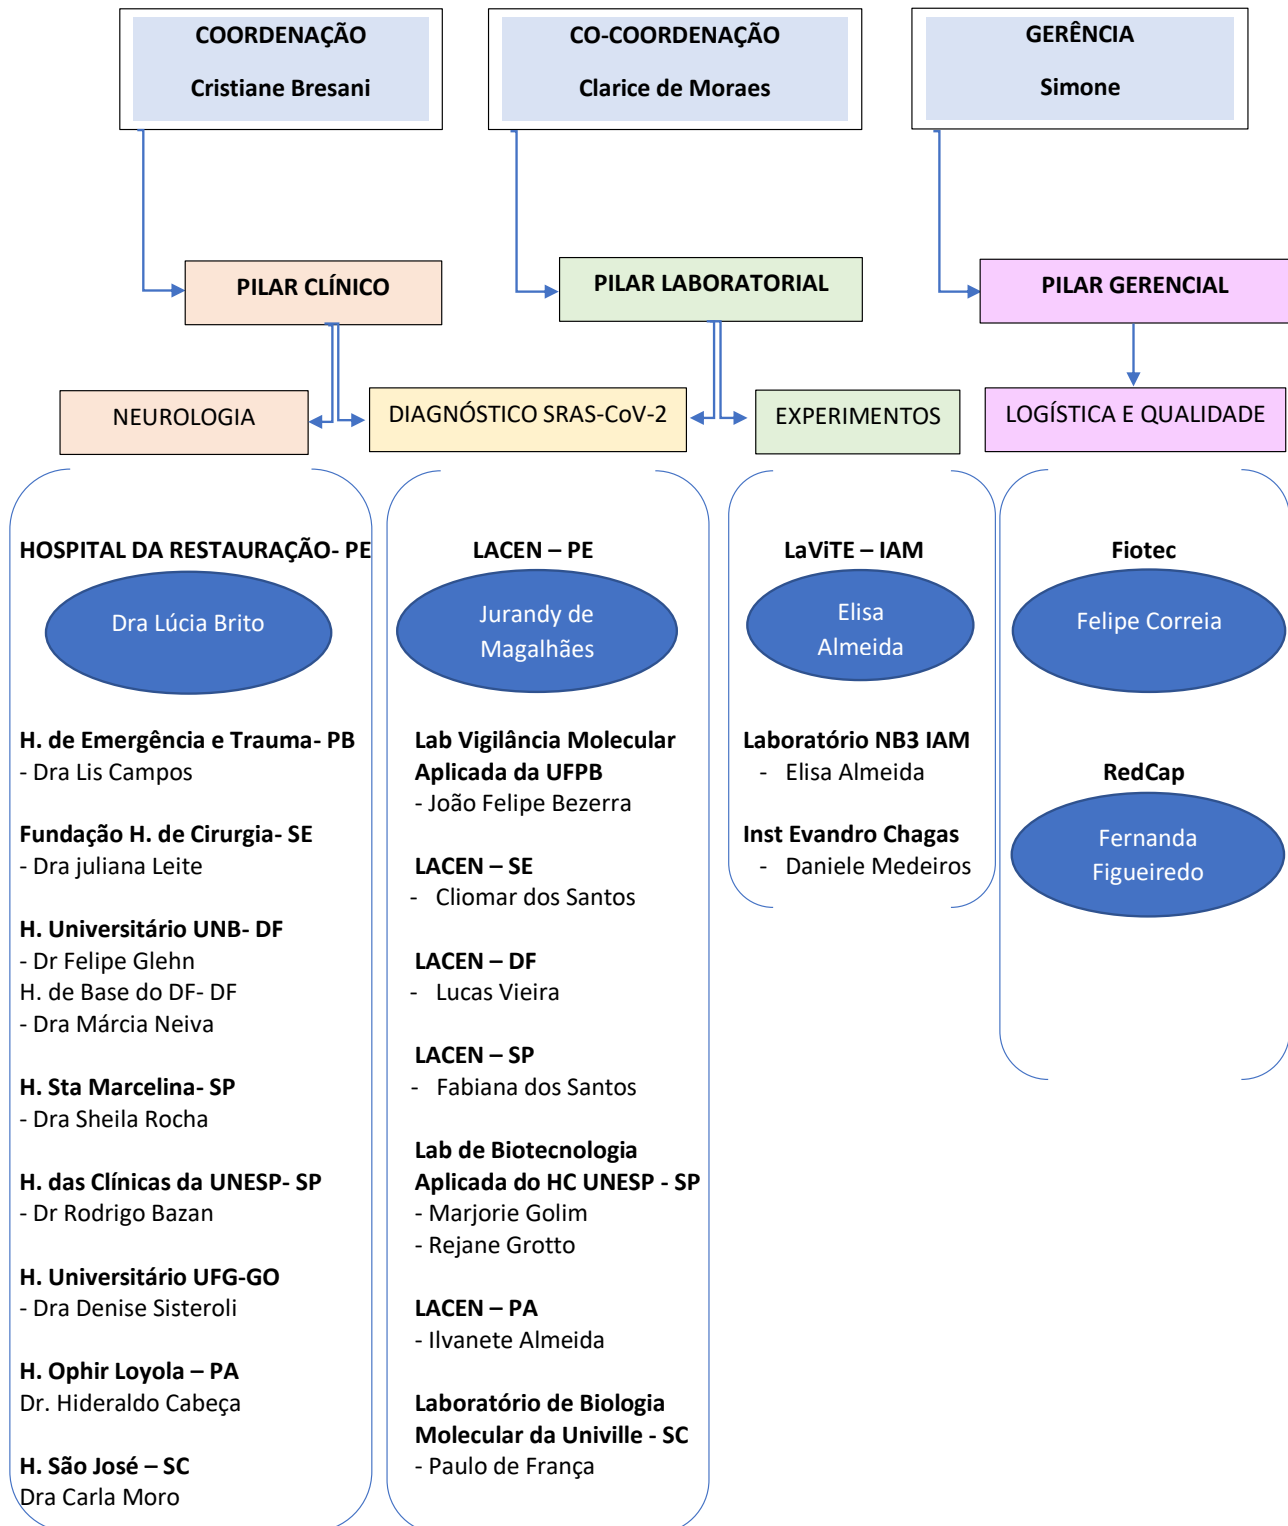 COORDENAÇÃO
Cristiane Bresani
CO-COORDENAÇÃO
Clarice de Moraes
GERÊNCIA
Simone
PILAR CLÍNICO
PILAR LABORATORIAL
PILAR GERENCIAL
NEUROLOGIA
DIAGNÓSTICO SRAS-CoV-2
EXPERIMENTOS
LOGÍSTICA E QUALIDADE
HOSPITAL DA RESTAURAÇÃO- PE
Dra Lúcia Brito
H. de Emergência e Trauma- PB
- Dra Lis Campos
Fundação H. de Cirurgia- SE
- Dra juliana Leite
H. Universitário UNB- DF
- Dr Felipe Glehn
H. de Base do DF- DF
- Dra Márcia Neiva
H. Sta Marcelina- SP
- Dra Sheila Rocha
H. das Clínicas da UNESP- SP
- Dr Rodrigo Bazan
H. Universitário UFG-GO
- Dra Denise Sisteroli
H. Ophir Loyola – PA
Dr. Hideraldo Cabeça
H. São José – SC
Dra Carla Moro
LACEN – PE
Jurandy de
Magalhães
Lab Vigilância Molecular
Aplicada da UFPB
- João Felipe Bezerra
LACEN – SE
- Cliomar dos Santos
LACEN – DF
- Lucas Vieira
LACEN – SP
- Fabiana dos Santos
Lab de Biotecnologia
Aplicada do HC UNESP - SP
- Marjorie Golim
- Rejane Grotto
LACEN – PA
- Ilvanete Almeida
Laboratório de Biologia
Molecular da Univille - SC
- Paulo de França
LaViTE – IAM
Elisa
Almeida
Laboratório NB3 IAM
- Elisa Almeida
Inst Evandro Chagas
- Daniele Medeiros
Fiotec
Felipe Correia
RedCap
Fernanda
Figueiredo